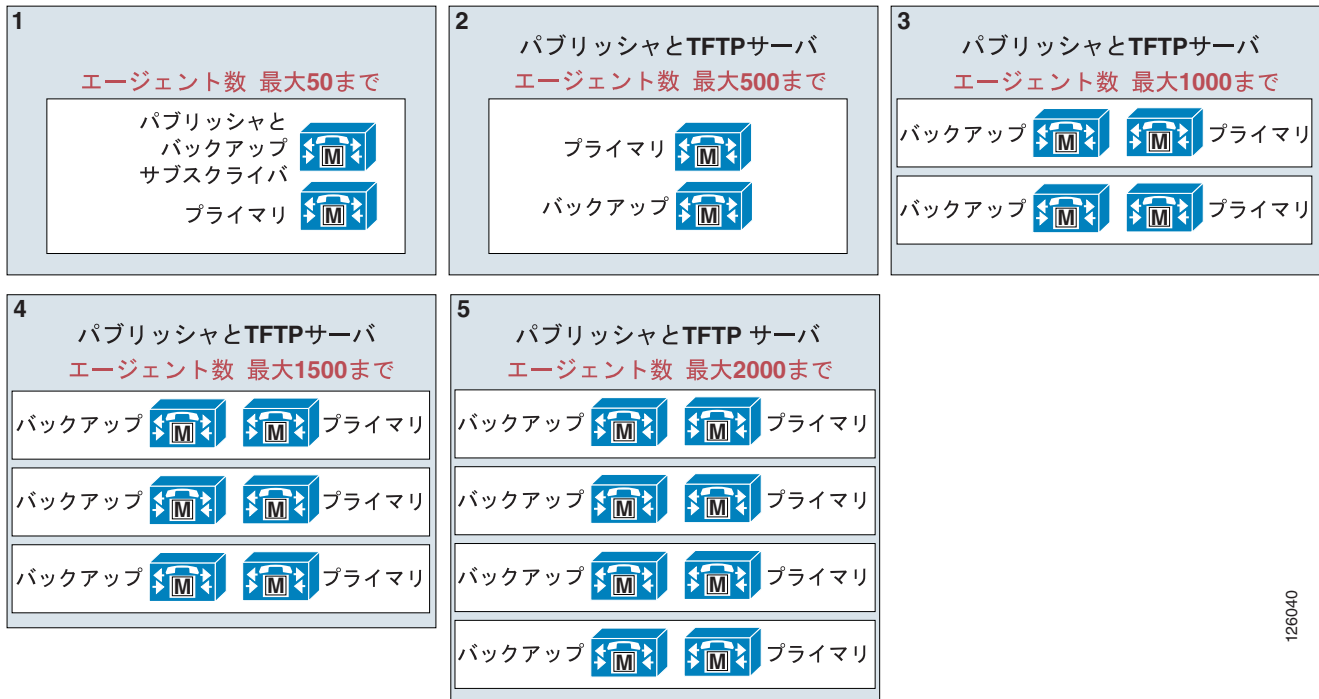 1
エージェント数 最大50まで
パブリッシャと
バックアップ
サブスクライバ
M
プライマリ
M
2
パブリッシャとTFTPサーバ
エージェント数 最大500まで
プライマリ
M
バックアップ
M
3
パブリッシャとTFTPサーバ
エージェント数 最大1000まで
バックアップ M M プライマリ
バックアップ M M プライマリ
4
パブリッシャとTFTPサーバ
エージェント数 最大1500まで
バックアップ M M プライマリ
バックアップ M M プライマリ
バックアップ M M プライマリ
5
パブリッシャとTFTP サーバ
エージェント数 最大2000まで
バックアップ M M プライマリ
バックアップ M M プライマリ
バックアップ M M プライマリ
バックアップ M M プライマリ
126040